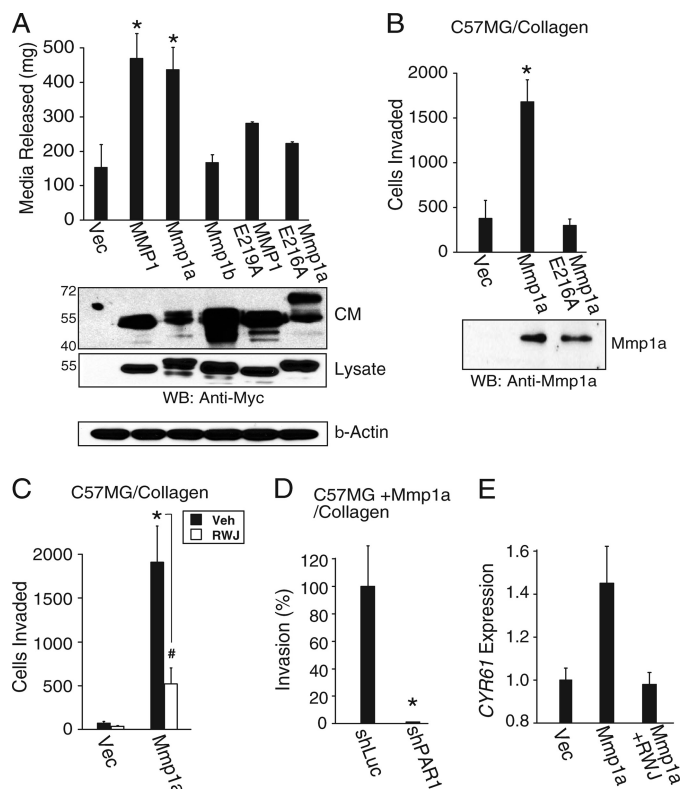 A
Media Released (mg)
500
400
300
200
100
0
*
*
Vec
MMP1
Mmp1a
Mmp1b
MMP1
E219A
Mmp1a
E216A
72
55
40
CM
55
Lysate
WB: Anti-Myc
b-Actin
B
C57MG/Collagen
Cells Invaded
2000
1500
1000
500
0
*
Vec
Mmp1a
Mmp1a
E216A
Mmp1a
WB: Anti-Mmp1a
C
C57MG/Collagen
Veh
RWJ
Cells Invaded
2000
1500
1000
500
0
*
#
Vec
Mmp1a
D
C57MG +Mmp1a
/Collagen
Invasion (%)
120
100
80
60
40
20
0
*
shLuc
shPAR1
E
CYR61 Expression
1.6
1.4
1.2
1.0
0.8
Vec
Mmp1a
Mmp1a
+RWJ